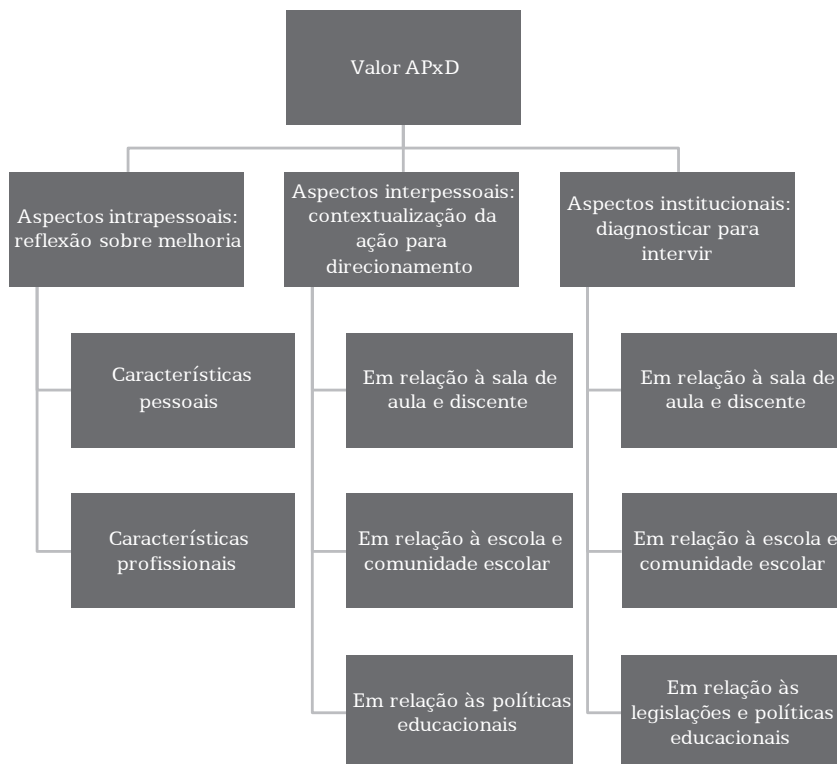 Valor APxD
Aspectos intrapessoais:
reflexão sobre melhoria
Aspectos interpessoais:
contextualização da
ação para
direcionamento
Aspectos institucionais:
diagnosticar para
intervir
Características
pessoais
Características
profissionais
Em relação à sala de
aula e discente
Em relação à escola e
comunidade escolar
Em relação às políticas
educacionais
Em relação à sala de
aula e discente
Em relação à escola e
comunidade escolar
Em relação às
legislações e políticas
educacionais